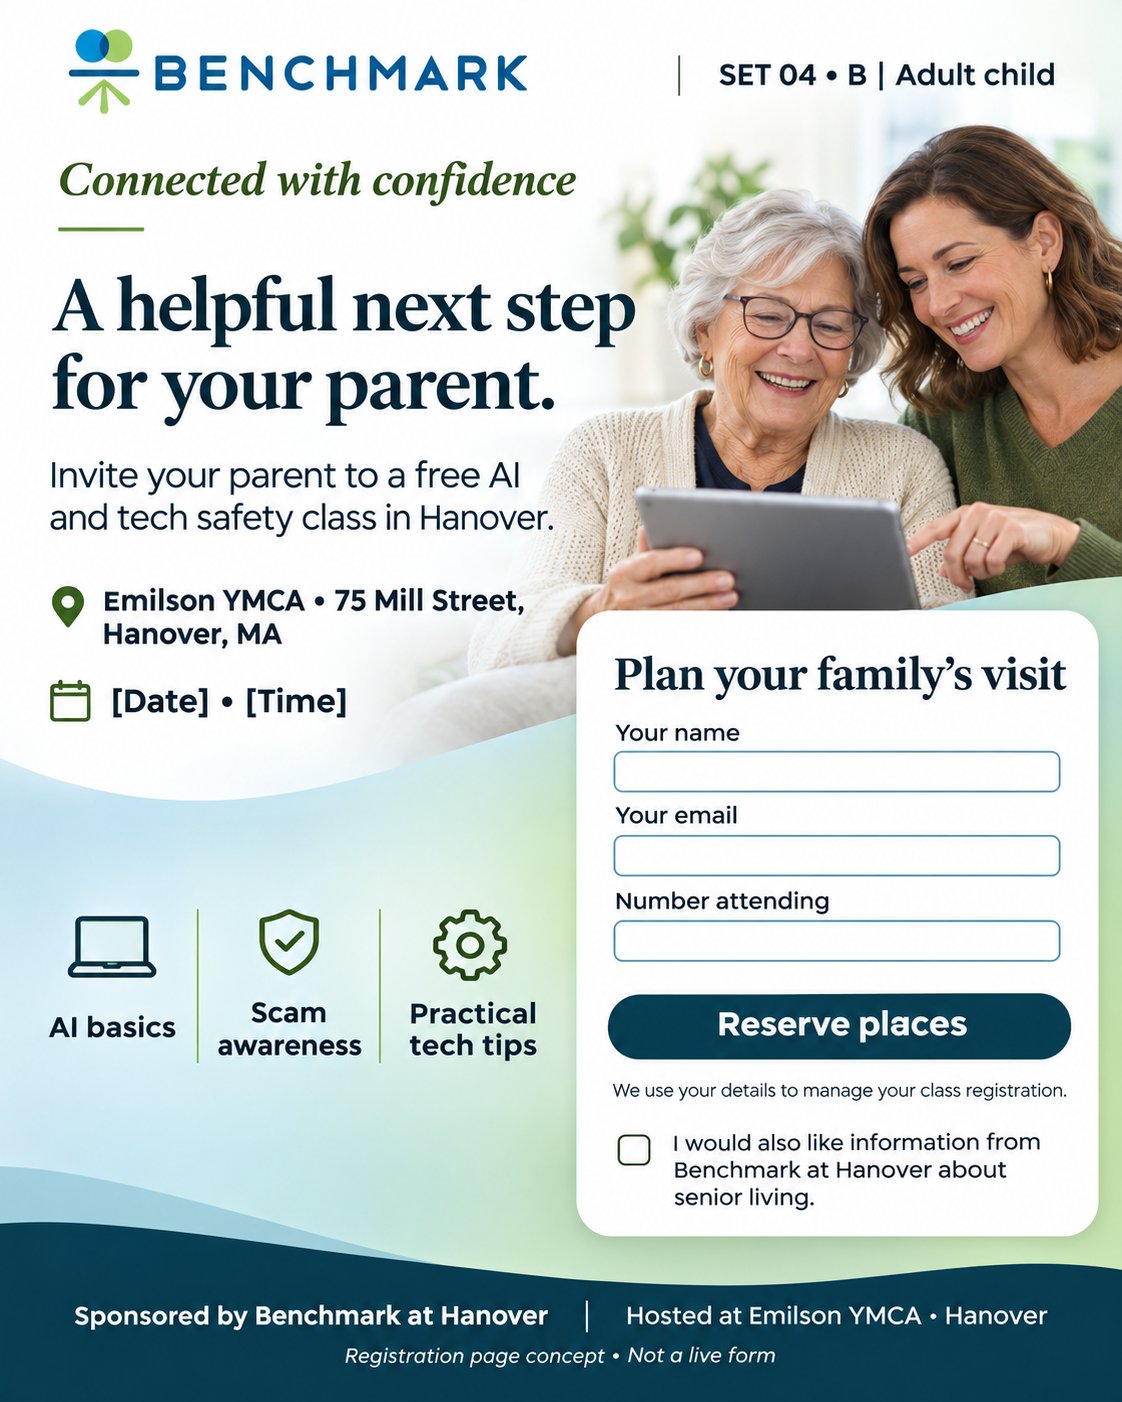 BENCHMARK
SET 04 • B | Adult child
Connected with confidence
A helpful next step
for your parent.
Invite your parent to a free AI
and tech safety class in Hanover.
Emilson YMCA • 75 Mill Street,
Hanover, MA
[Date] • [Time]
AI basics
Scam
awareness
Practical
tech tips
Plan your family’s visit
Your name
Your email
Number attending
Reserve places
We use your details to manage your class registration.
I would also like information from
Benchmark at Hanover about
senior living.
Sponsored by Benchmark at Hanover | Hosted at Emilson YMCA • Hanover
Registration page concept • Not a live form